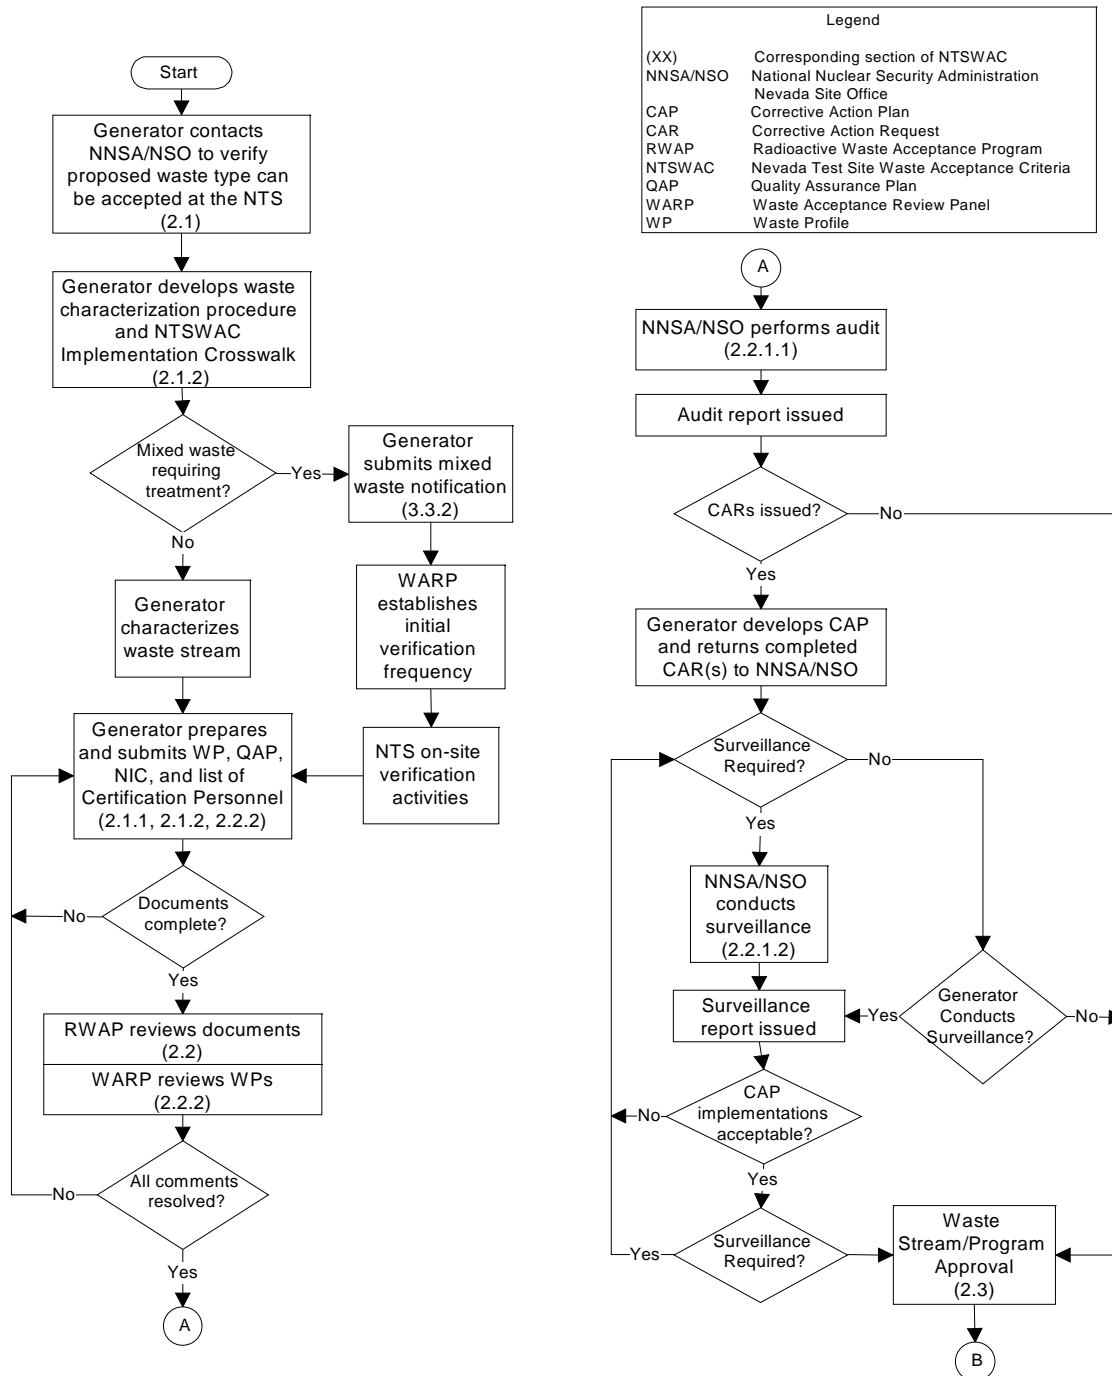 Start
Generator contacts
NNSA/NSO to verify
proposed waste type can
be accepted at the NTS
(2.1)
Generator develops waste
characterization procedure
and NTSWAC
Implementation Crosswalk
(2.1.2)
Mixed waste
requiring
treatment?
Yes
Generator
submits mixed
waste notification
(3.3.2)
No
WARP
establishes
initial
verification
frequency
Generator
characterizes
waste stream
NTS on-site
verification
activities
Generator prepares
and submits WP, QAP,
NIC, and list of
Certification Personnel
(2.1.1, 2.1.2, 2.2.2)
Documents
complete?
No
Yes
RWAP reviews documents
(2.2)
WARP reviews WPs
(2.2.2)
All comments
resolved?
No
Yes
A
Legend
(XX) Corresponding section of NTSWAC
NNSA/NSO National Nuclear Security Administration
Nevada Site Office
CAP Corrective Action Plan
CAR Corrective Action Request
RWAP Radioactive Waste Acceptance Program
NTSWAC Nevada Test Site Waste Acceptance Criteria
QAP Quality Assurance Plan
WARP Waste Acceptance Review Panel
WP Waste Profile
A
NNSA/NSO performs audit
(2.2.1.1)
Audit report issued
CARs issued?
No
Yes
Generator develops CAP
and returns completed
CAR(s) to NNSA/NSO
Surveillance
Required?
No
Yes
NNSA/NSO
conducts
surveillance
(2.2.1.2)
Generator
Conducts
Surveillance?
Yes
No
Surveillance
report issued
CAP
implementations
acceptable?
No
Yes
Surveillance
Required?
Yes
Waste
Stream/Program
Approval
(2.3)
B